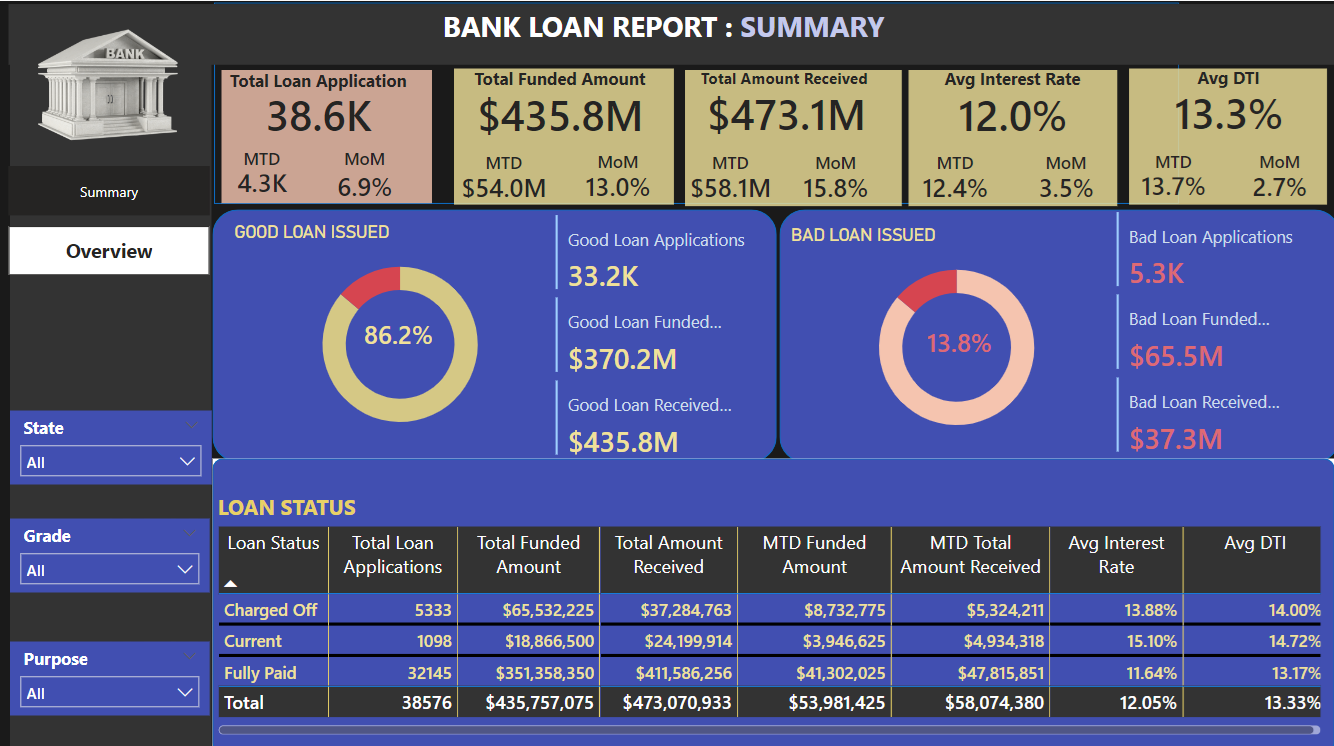 BANK LOAN REPORT : SUMMARY
BANK
Summary
Overview
State
All
Grade
All
Purpose
All
Total Loan Application
38.6K
MTD MoM
4.3K 6.9%
Total Funded Amount
$435.8M
MTD MoM
$54.0M 13.0%
Total Amount Received
$473.1M
MTD MoM
$58.1M 15.8%
Avg Interest Rate
12.0%
MTD MoM
12.4% 3.5%
Avg DTI
13.3%
MTD MoM
13.7% 2.7%
GOOD LOAN ISSUED
86.2%
Good Loan Applications
33.2K
Good Loan Funded...
$370.2M
Good Loan Received...
$435.8M
BAD LOAN ISSUED
13.8%
Bad Loan Applications
5.3K
Bad Loan Funded...
$65.5M
Bad Loan Received...
$37.3M
LOAN STATUS
Loan Status Total Loan Applications Total Funded Amount Total Amount Received MTD Funded Amount MTD Total Amount Received Avg Interest Rate Avg DTI
Charged Off 5333 $65,532,225 $37,284,763 $8,732,775 $5,324,211 13.88% 14.00%
Current 1098 $18,866,500 $24,199,914 $3,946,625 $4,934,318 15.10% 14.72%
Fully Paid 32145 $351,358,350 $411,586,256 $41,302,025 $47,815,851 11.64% 13.17%
Total 38576 $435,757,075 $473,070,933 $53,981,425 $58,074,380 12.05% 13.33%